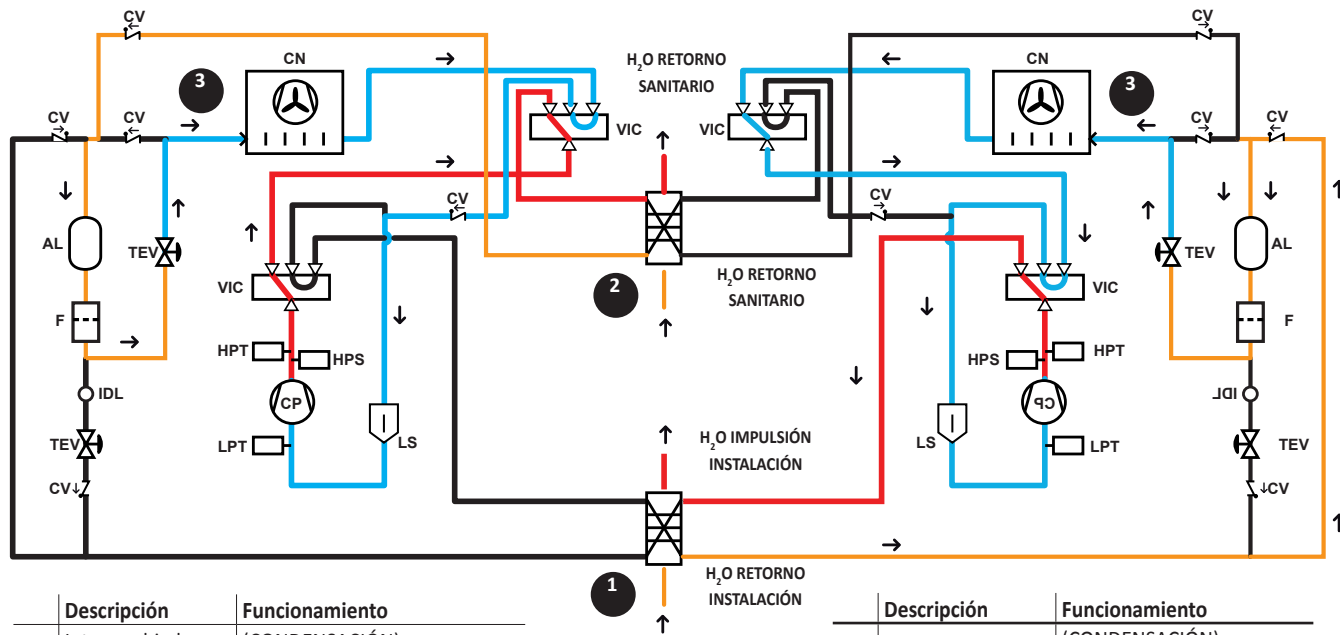 CV
CV
CN
H₂O RETORNO
SANITARIO
CN
3
3
CV
CV
VIC
VIC
CV
CV
CV
CV
AL
TEV
VIC
2
H₂O RETORNO
SANITARIO
VIC
TEV
AL
F
HPT
HPS
HPS
HPT
F
IDL
CP
CP
IDL
TEV
LPT
LS
H₂O IMPULSIÓN
INSTALACIÓN
LS
LPT
TEV
CV
CV
1
H₂O RETORNO
INSTALACIÓN
Descripción Funcionamiento
Descripción Funcionamiento
(CONDENSACIÓN)
(CONDENSACIÓN)